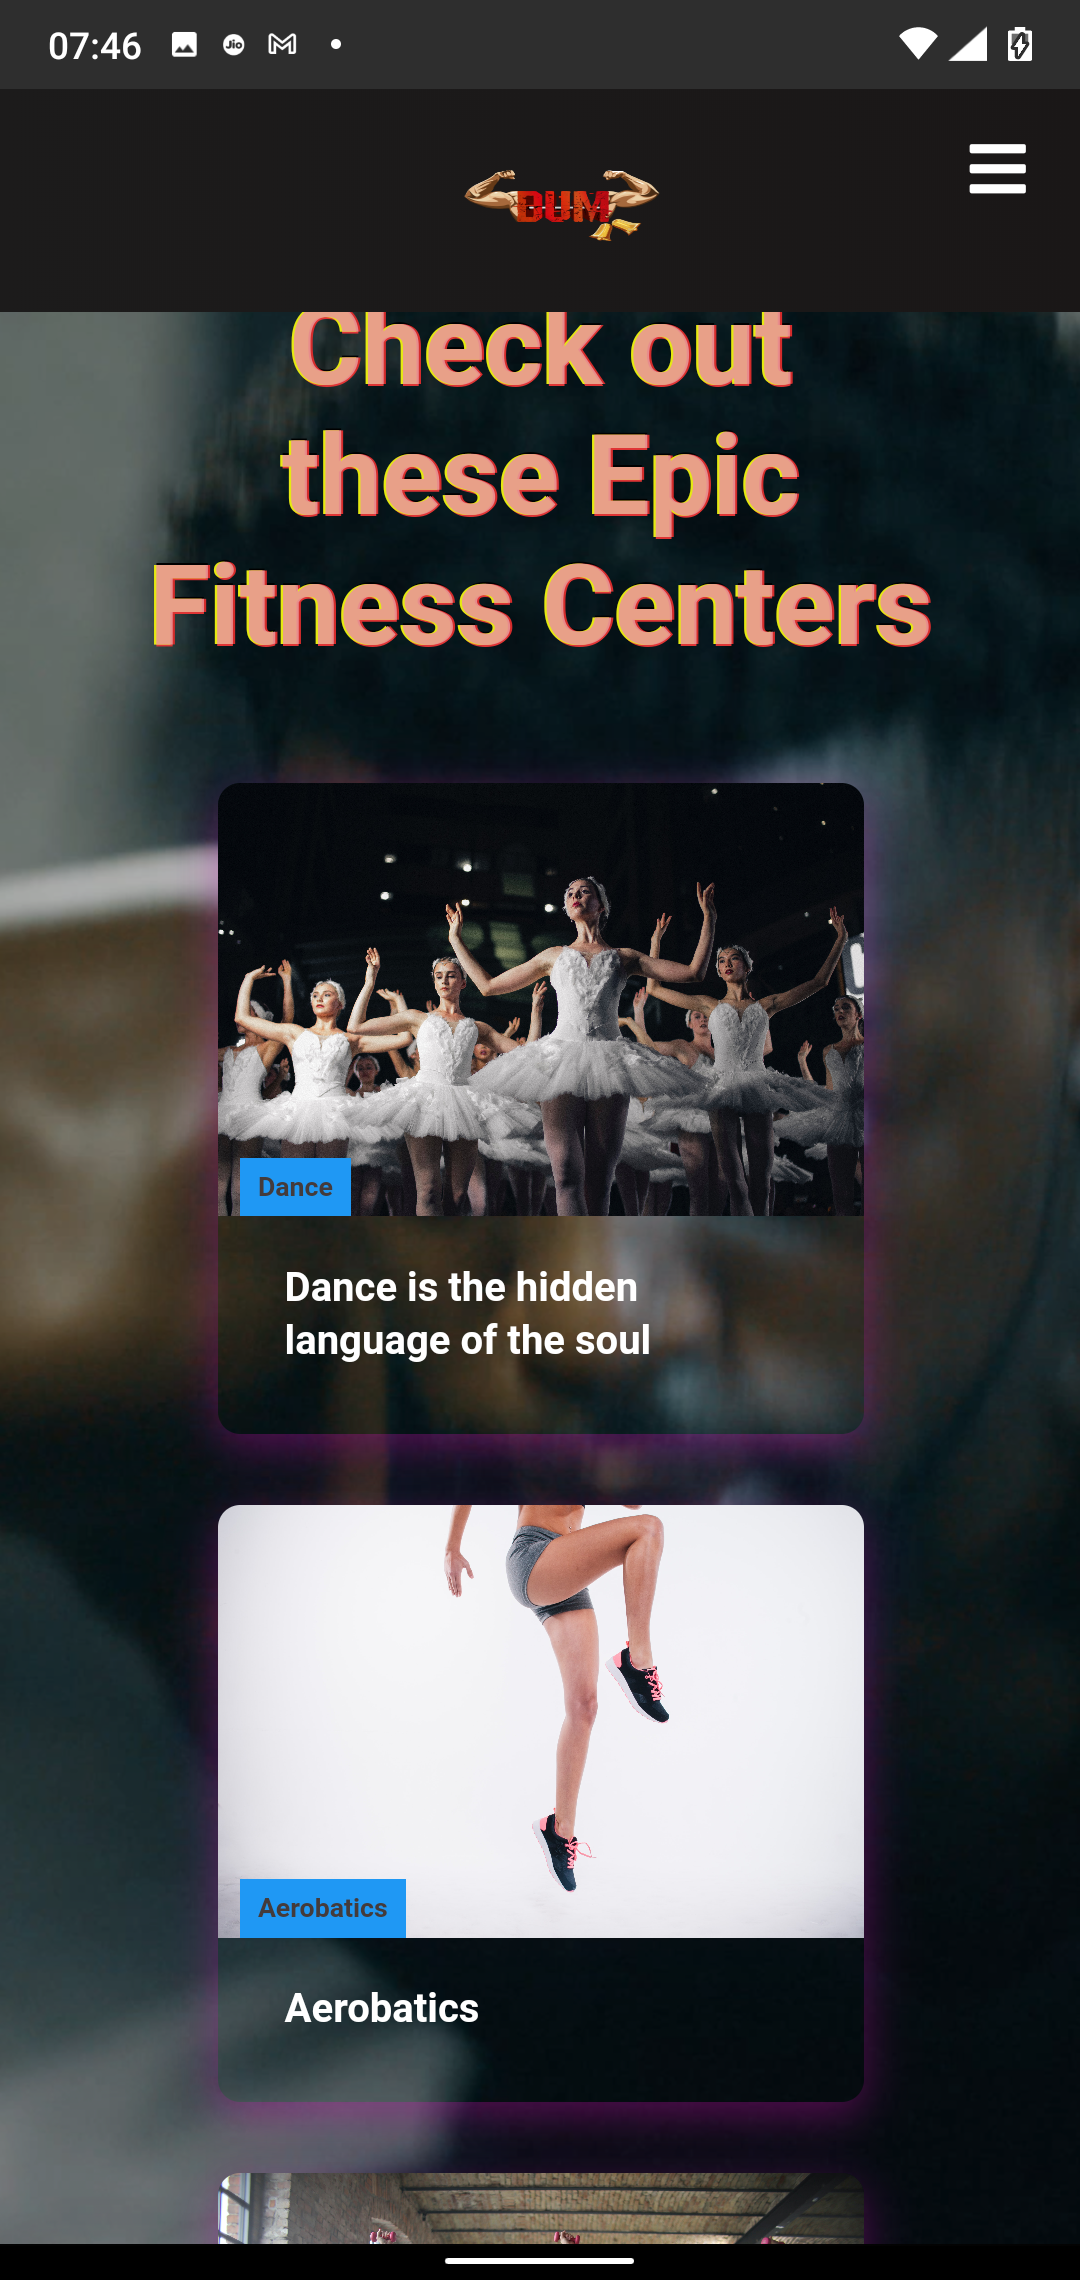 07:46
Jio
BUM
Check out
these Epic
Fitness Centers
Dance
Dance is the hidden
language of the soul
Aerobatics
Aerobatics